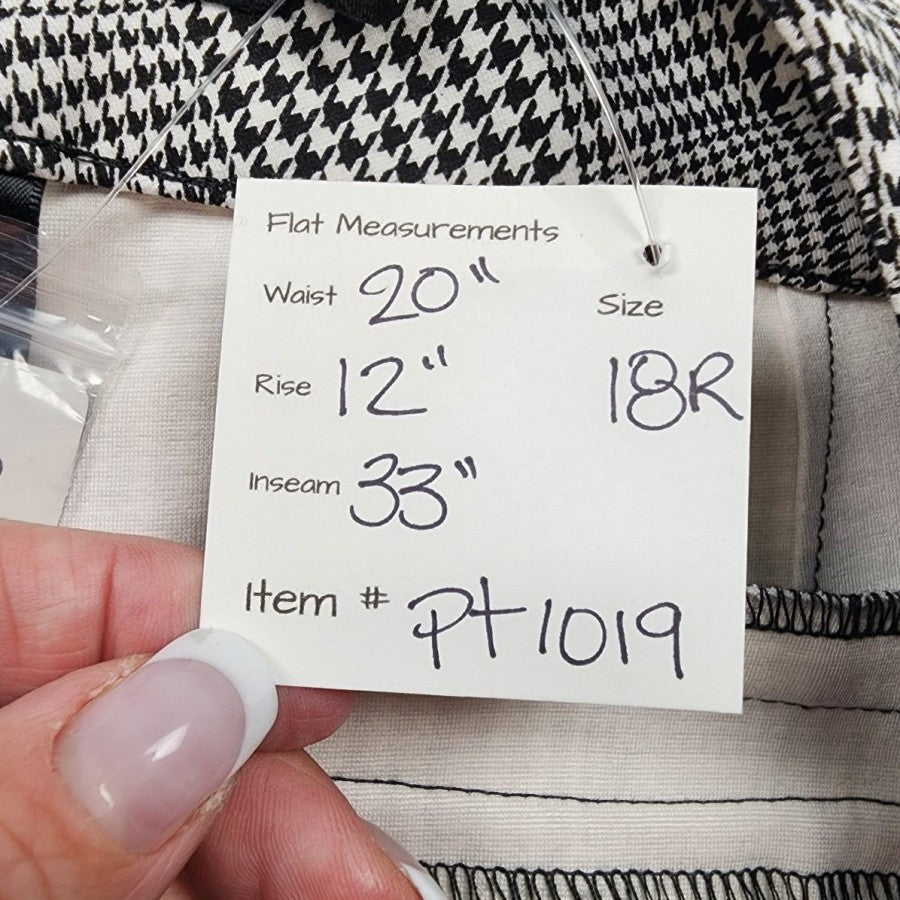 Flat Measurements
Waist 20"
Size
Rise 12"
18R
Inseam 33"
Item # Pt1019